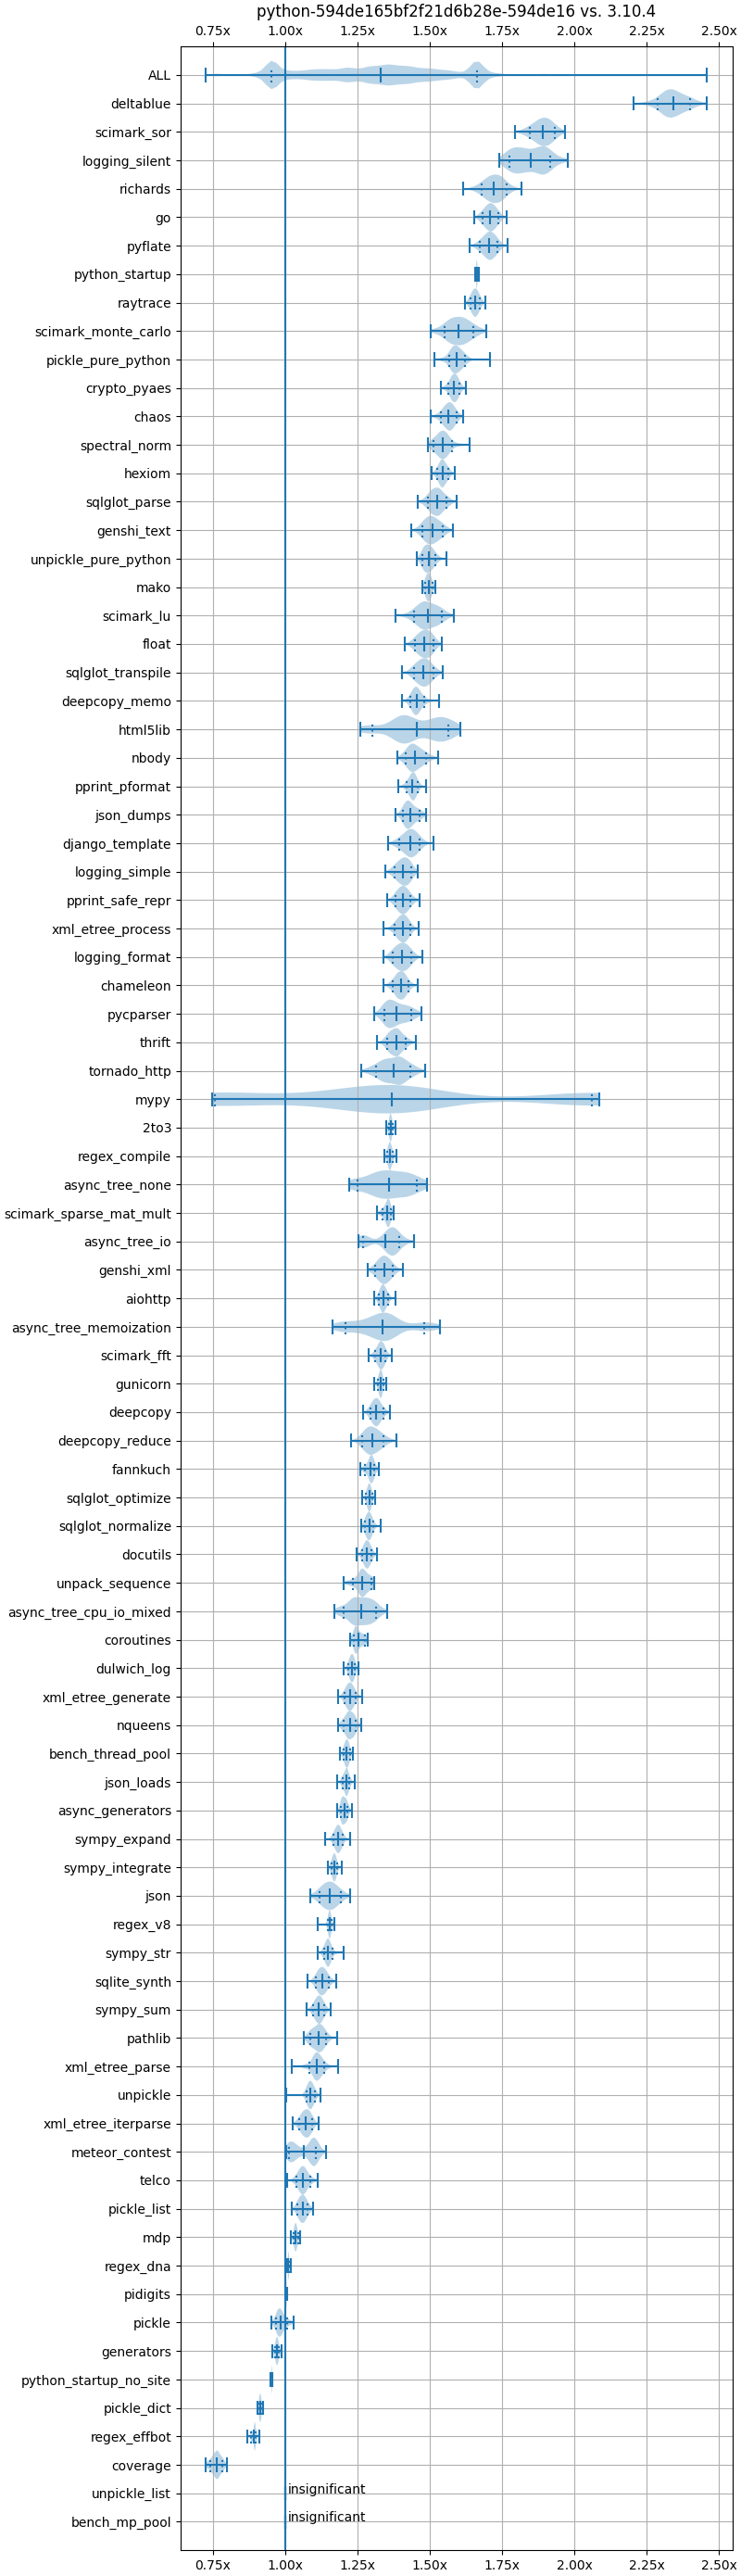 python-594de165bf2f21d6b28e-594de16 vs. 3.10.4
0.75x 1.00x 1.25x 1.50x 1.75x 2.00x 2.25x 2.50x
ALL
deltablue
scimark_sor
logging_silent
richards
go
pyflate
python_startup
raytrace
scimark_monte_carlo
pickle_pure_python
crypto_pyaes
chaos
spectral_norm
hexiom
sqlglot_parse
genshi_text
unpickle_pure_python
mako
scimark_lu
float
sqlglot_transpile
deepcopy_memo
html5lib
nbody
pprint_pformat
json_dumps
django_template
logging_simple
pprint_safe_repr
xml_etree_process
logging_format
chameleon
pycparser
thrift
tornado_http
mypy
2to3
regex_compile
async_tree_none
scimark_sparse_mat_mult
async_tree_io
genshi_xml
aiohttp
async_tree_memoization
scimark_fft
gunicorn
deepcopy
deepcopy_reduce
fannkuch
sqlglot_optimize
sqlglot_normalize
docutils
unpack_sequence
async_tree_cpu_io_mixed
coroutines
dulwich_log
xml_etree_generate
nqueens
bench_thread_pool
json_loads
async_generators
sympy_expand
sympy_integrate
json
regex_v8
sympy_str
sqlite_synth
sympy_sum
pathlib
xml_etree_parse
unpickle
xml_etree_iterparse
meteor_contest
telco
pickle_list
mdp
regex_dna
pidigits
pickle
generators
python_startup_no_site
pickle_dict
regex_effbot
coverage
unpickle_list insignificant
bench_mp_pool insignificant
0.75x 1.00x 1.25x 1.50x 1.75x 2.00x 2.25x 2.50x